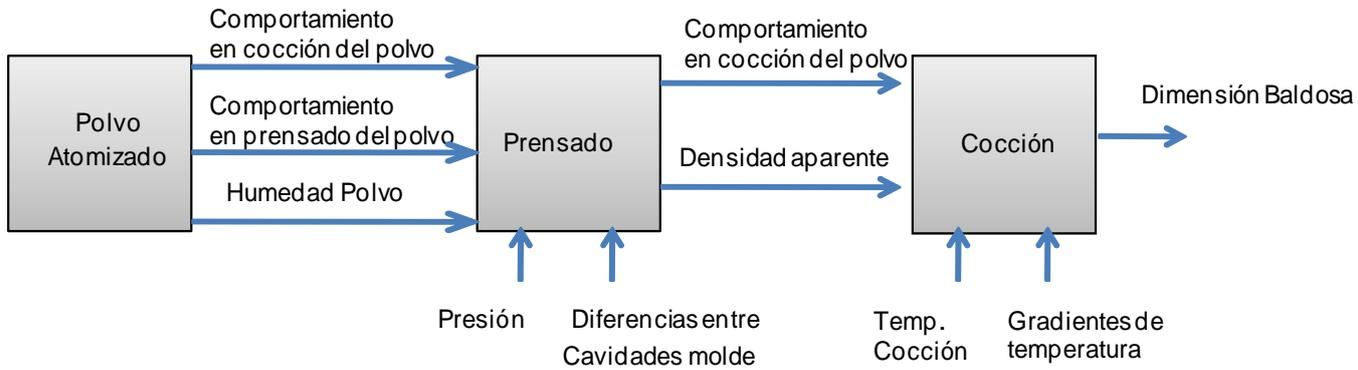 Comportamiento
en cocción del polvo
Comportamiento
en cocción del polvo
Dimensión Baldosa
Polvo
Atomizado
Comportamiento
en prensado del polvo
Prensado
Cocción
Densidad aparente
Humedad Polvo
Presión
Diferencias entre
Cavidades molde
Temp.
Cocción
Gradientes de
temperatura